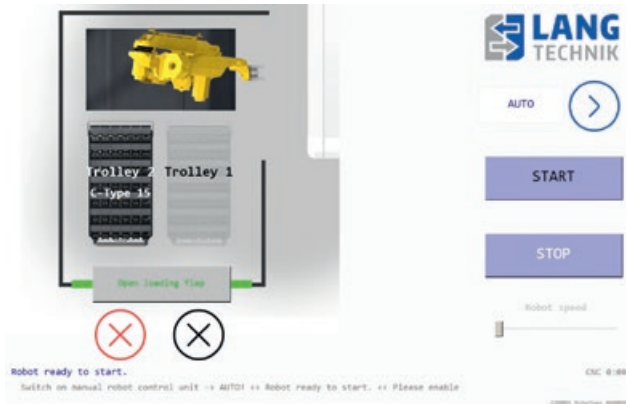 LANG
TECHNIK
AUTO
Trolley 2 Trolley 1
C-Type 15
START
STOP
Open loading flap
Robot speed
Robot ready to start.
CNC 0:00
Switch on manual robot control unit -> AUTO! << Robot ready to start. << Please enable